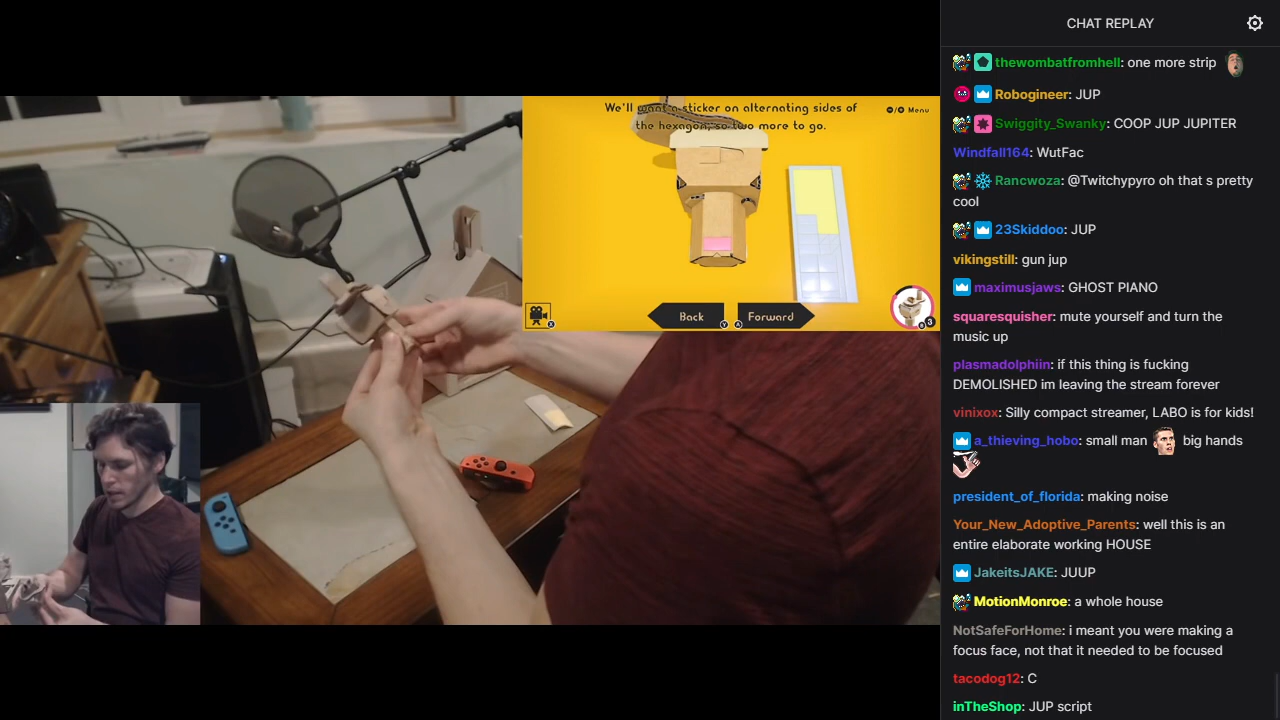 CHAT REPLAY
We'll want a sticker on alternating sides of
the hexagon, so two more to go.
-/+ Menu
Back
Y
A
Forward
X
B
3
thewombatfromhell: one more strip
Robogineer: JUP
Swiggity_Swanky: COOP JUP JUPITER
Windfall164: WutFac
Rancwoza: @Twitchypyro oh that s pretty
cool
23Skiddoo: JUP
vikingstill: gun jup
maximusjaws: GHOST PIANO
squaresquisher: mute yourself and turn the
music up
plasmadolphiin: if this thing is fucking
DEMOLISHED im leaving the stream forever
vinixox: Silly compact streamer, LABO is for kids!
a_thieving_hobo: small man big hands
president_of_florida: making noise
Your_New_Adoptive_Parents: well this is an
entire elaborate working HOUSE
JakeitsJAKE: JUUP
MotionMonroe: a whole house
NotSafeForHome: i meant you were making a
focus face, not that it needed to be focused
tacodog12: C
inTheShop: JUP script